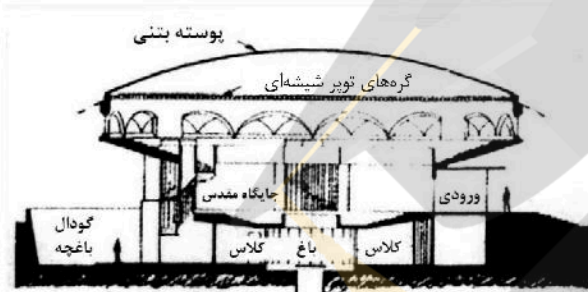 پوسته بتنی
گره‌های توپر شیشه‌ای
جایگاه مقدس
ورودی
گودال
باغچه
کلاس
باغ
کلاس